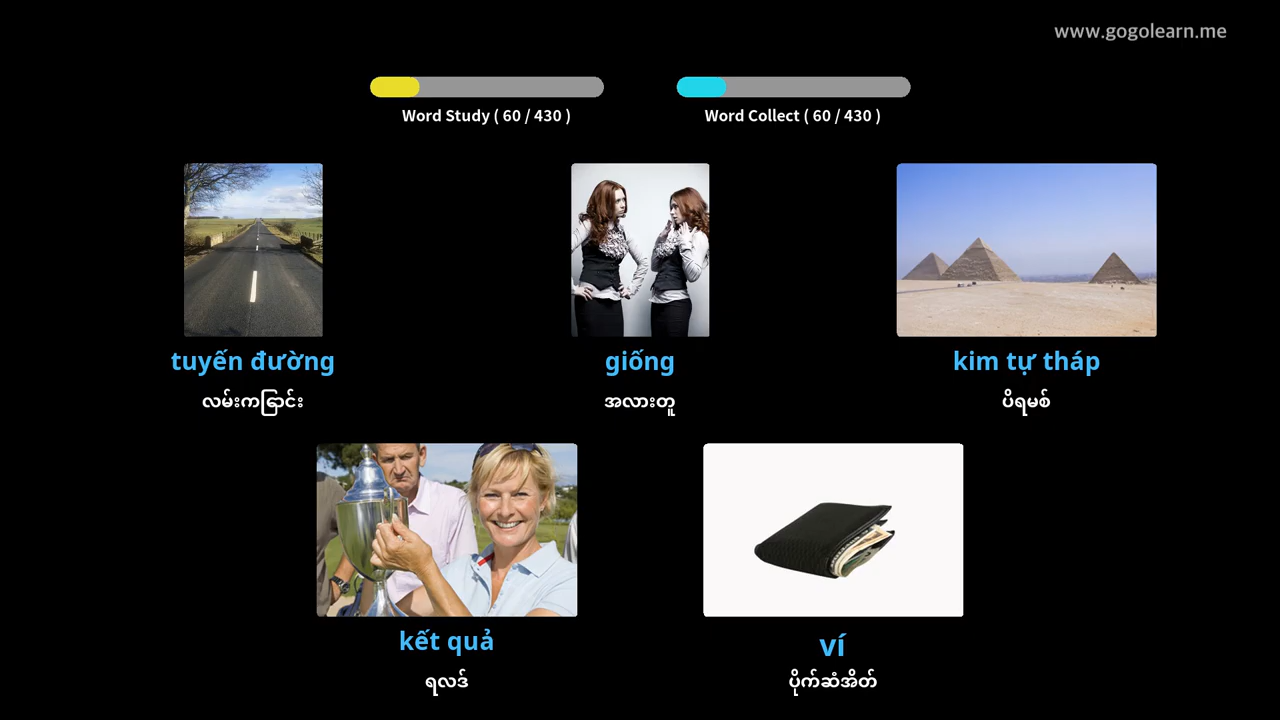 www.gogolearn.me
Word Study ( 60 / 430 )
Word Collect ( 60 / 430 )
tuyến đường
လမ်းကြောင်း
giống
အလားတူ
kim tự tháp
ပိရမစ်
kết quả
ရလဒ်
ví
ပိုက်ဆံအိတ်